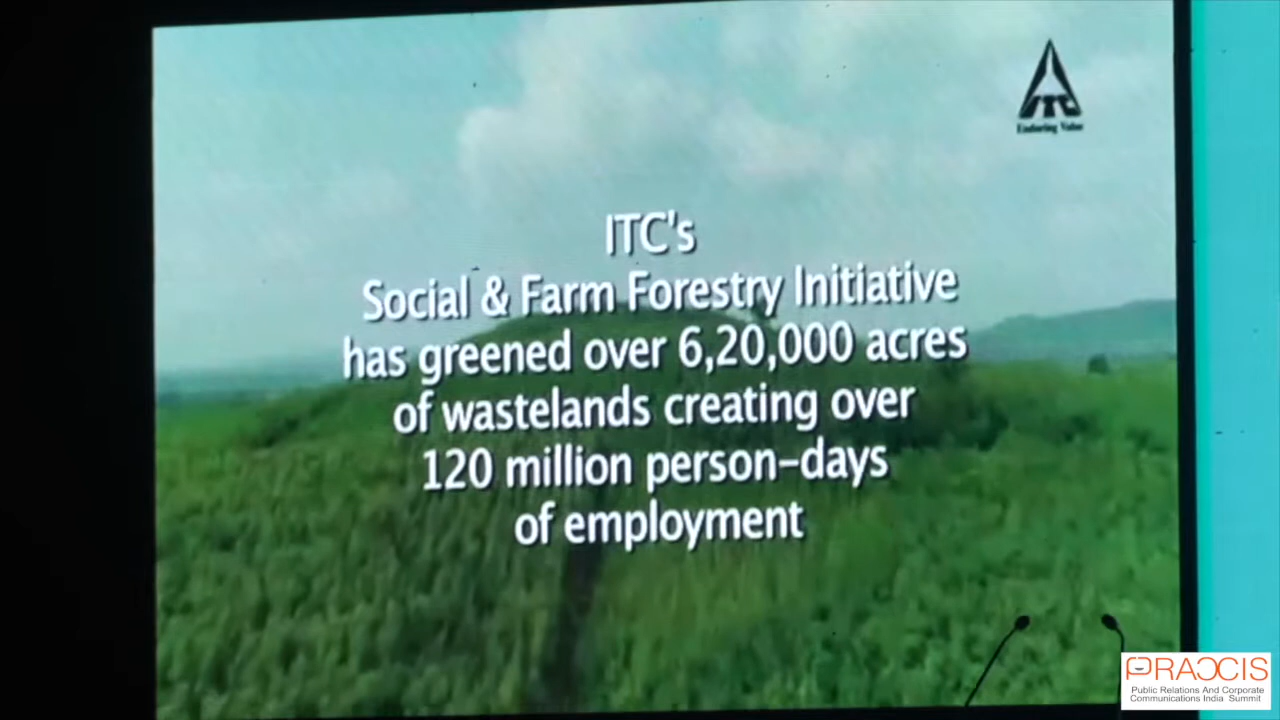 ITC
Enduring Value
ITC's
Social & Farm Forestry Initiative
has greened over 6,20,000 acres
of wastelands creating over
120 million person-days
of employment
PRAXIS
Public Relations And Corporate
Communications India Summit